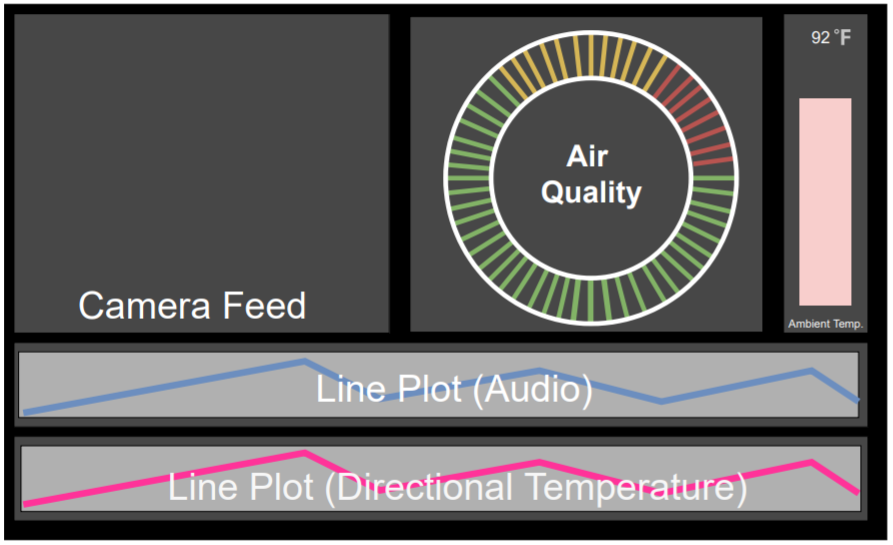 Camera Feed
Air
Quality
92 °F
Ambient Temp.
Line Plot (Audio)
Line Plot (Directional Temperature)